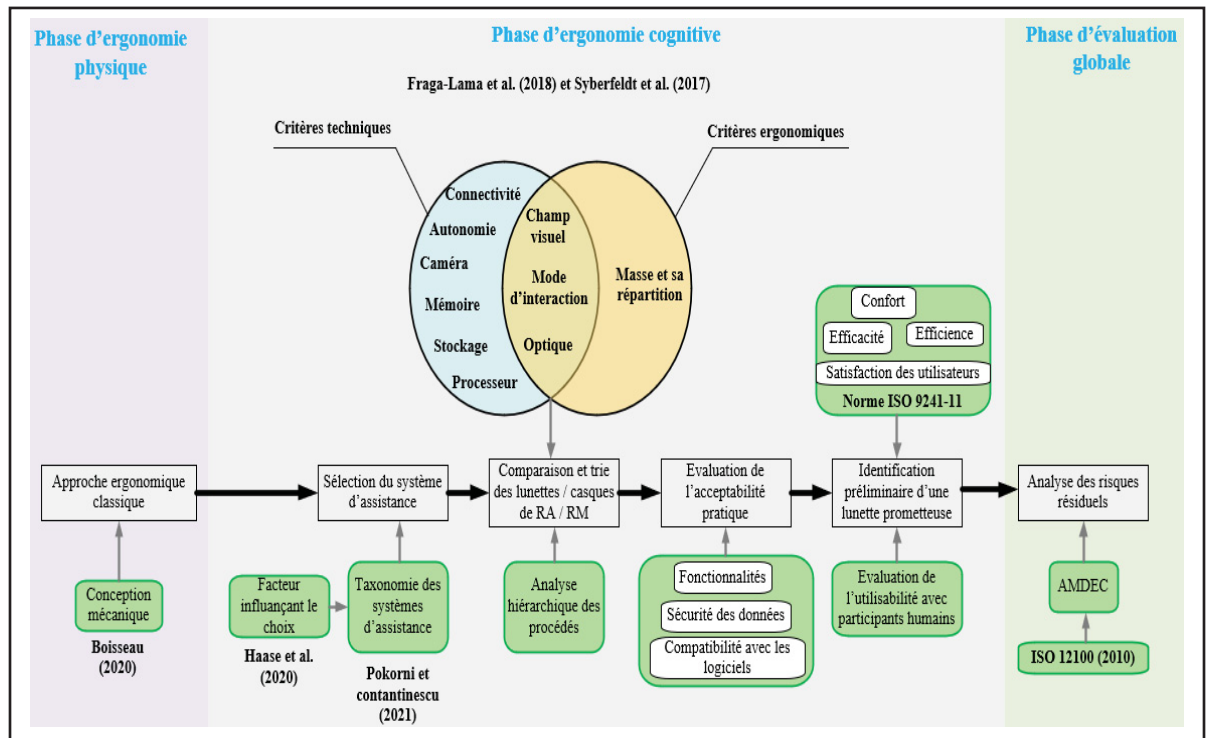 Phase d'ergonomie
physique
Phase d'ergonomie cognitive
Phase d'évaluation
globale
Fraga-Lama et al. (2018) et Syberfeldt et al. (2017)
Critères techniques
Critères ergonomiques
Connectivité
Autonomie
Caméra
Mémoire
Stockage
Processeur
Champ
visuel
Mode
d'interaction
Optique
Masse et sa
répartition
Confort
Efficacité
Efficience
Satisfaction des utilisateurs
Norme ISO 9241-11
Approche ergonomique
classique
Sélection du système
d'assistance
Comparaison et trie
des lunettes / casques
de RA / RM
Evaluation de
l'acceptabilité
pratique
Identification
préliminaire d'une
lunette prometteuse
Analyse des risques
résiduels
Conception
mécanique
Boisseau
(2020)
Facteur
influançant le
choix
Haase et al.
(2020)
Taxonomie des
systèmes
d'assistance
Pokorni et
contantinescu
(2021)
Analyse
hiérarchique des
procédés
Fonctionnalités
Sécurité des données
Compatibilité avec les
logiciels
Evaluation de
l'utilisabilité avec
participants humains
AMDEC
ISO 12100 (2010)